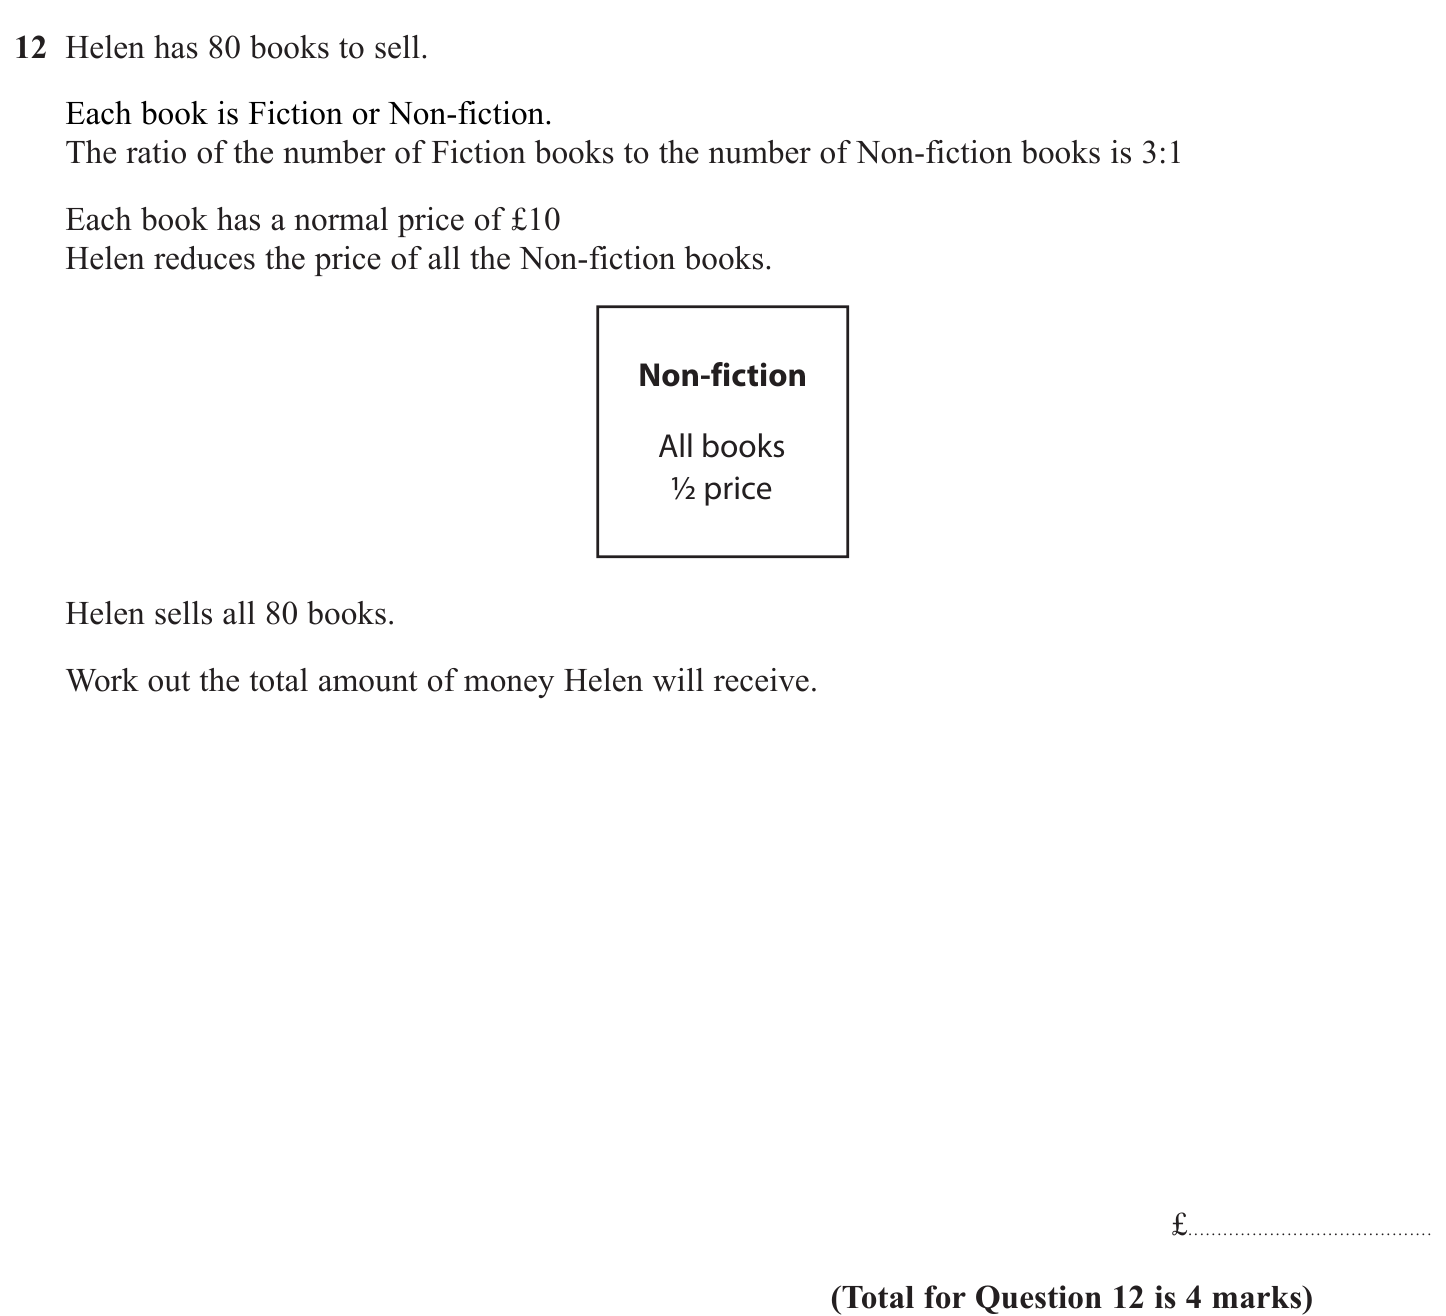 12 Helen has 80 books to sell.
Each book is Fiction or Non-fiction.
The ratio of the number of Fiction books to the number of Non-fiction books is 3:1
Each book has a normal price of £10
Helen reduces the price of all the Non-fiction books.
Non-fiction
All books
½ price
Helen sells all 80 books.
Work out the total amount of money Helen will receive.
£..........................................
(Total for Question 12 is 4 marks)